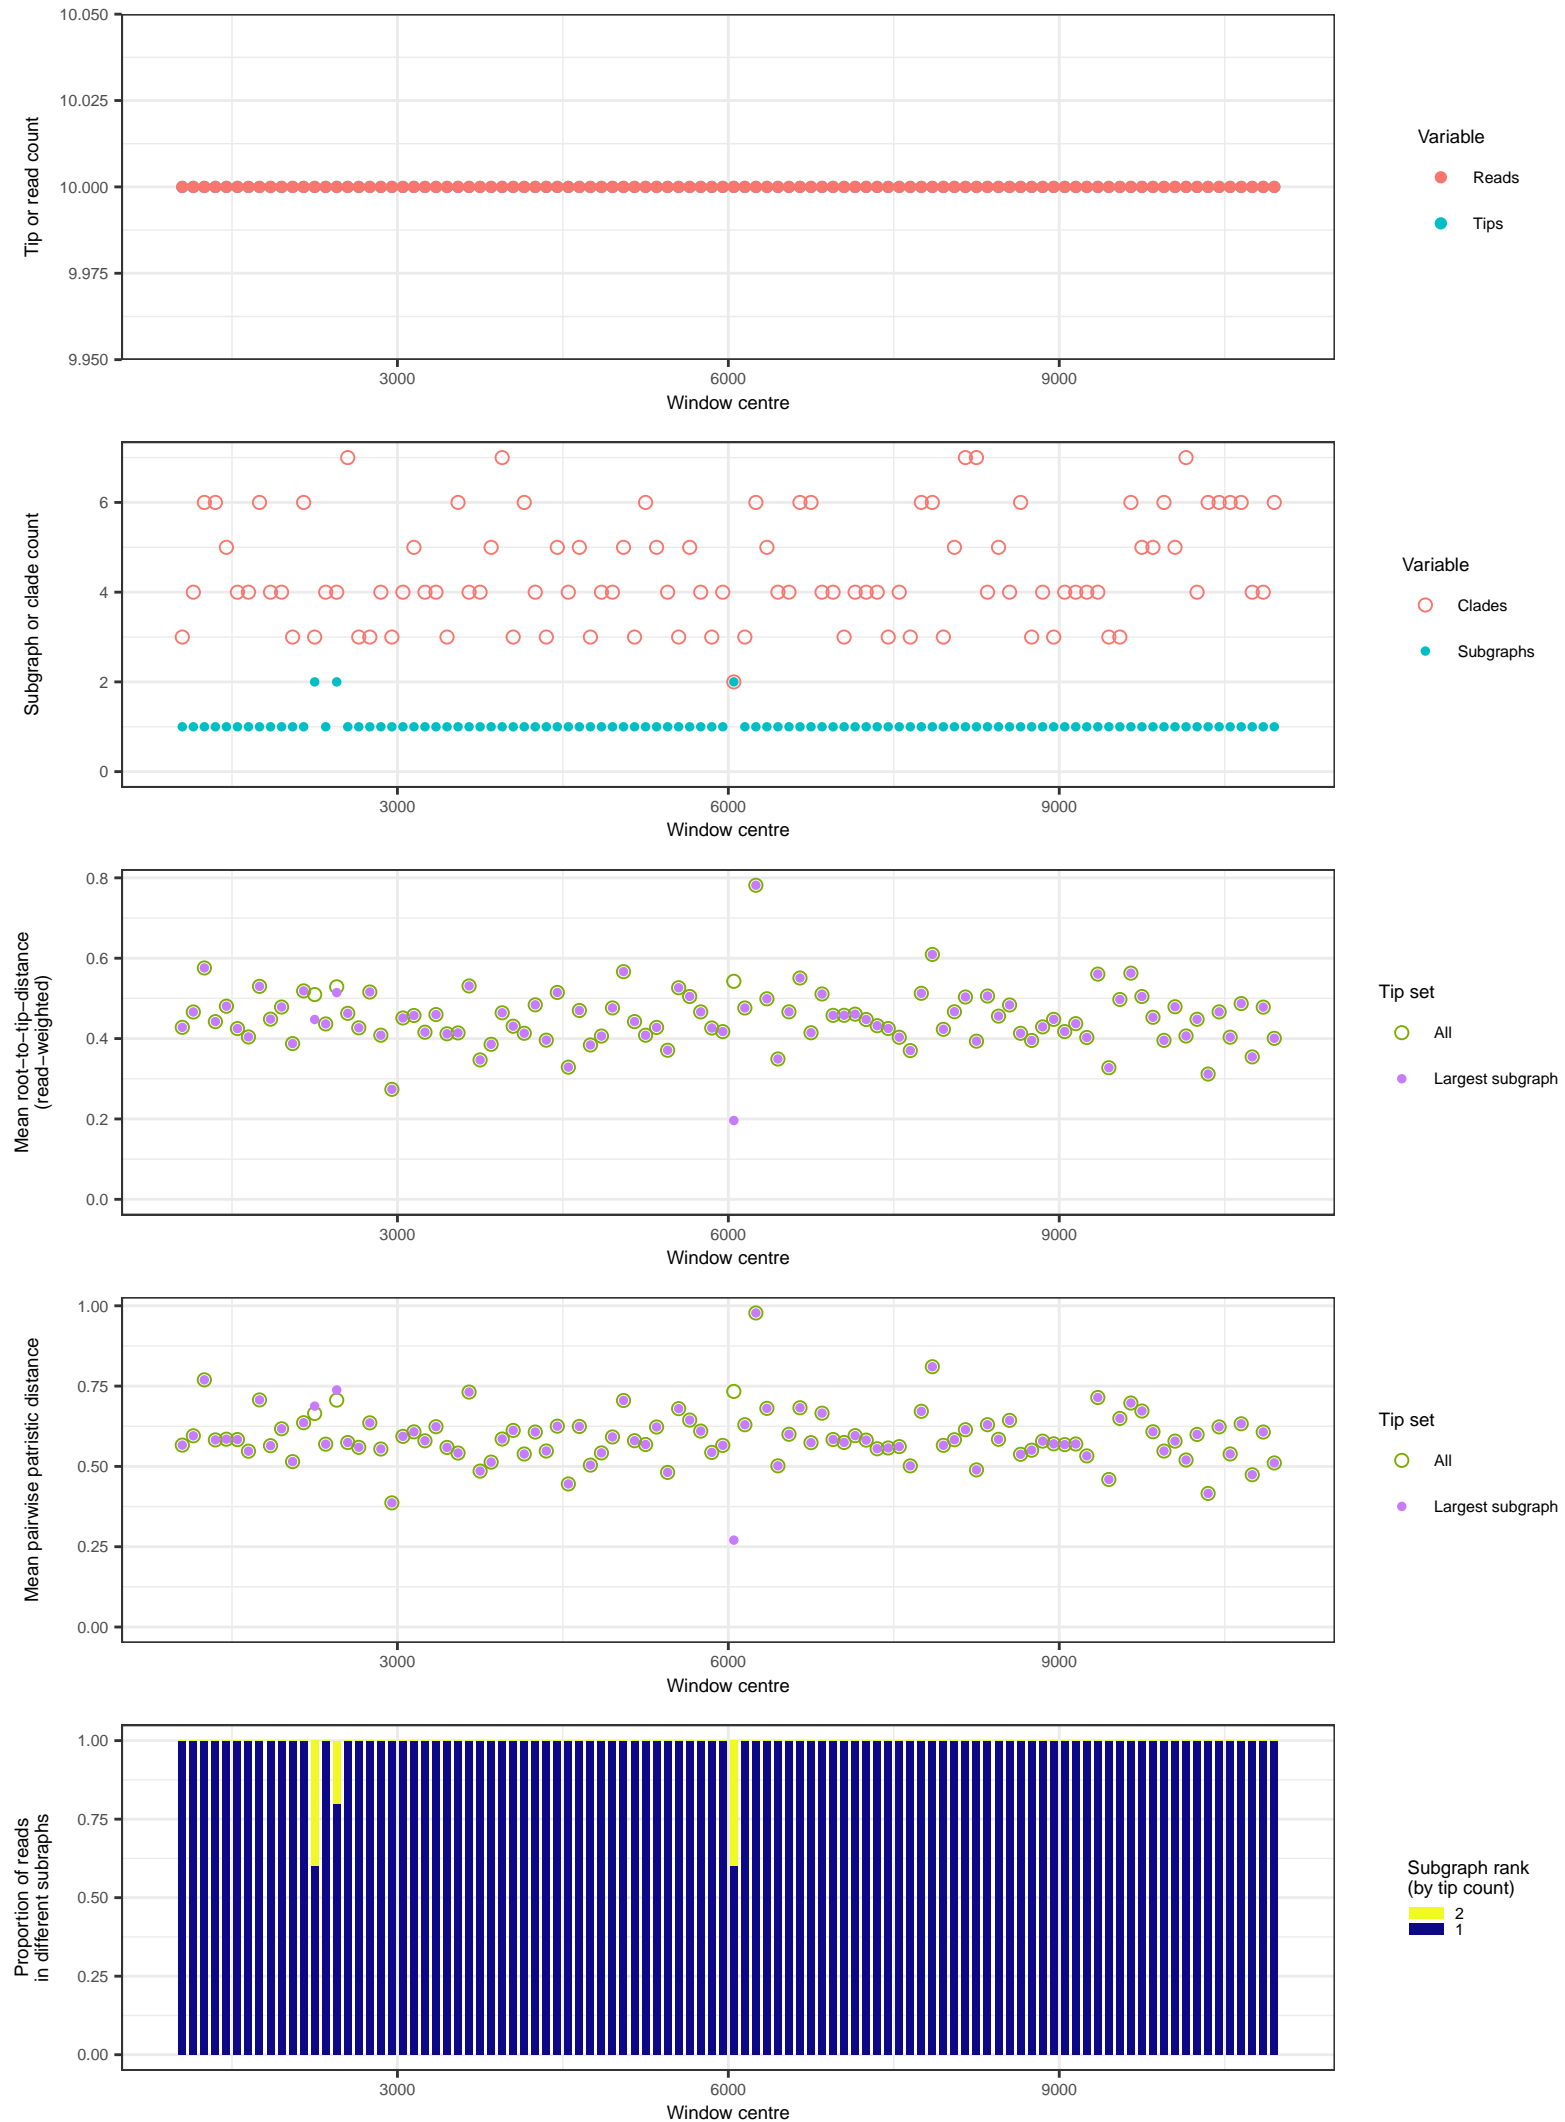 10.050
10.025
10.000
9.975
9.950
Tip or read count
3000
6000
9000
Window centre
Variable
Reads
Tips
6
4
2
0
Subgraph or clade count
3000
6000
9000
Window centre
Variable
Clades
Subgraphs
0.8
0.6
0.4
0.2
0.0
Mean root−to−tip−distance
(read−weighted)
3000
6000
9000
Window centre
Tip set
All
Largest subgraph
1.00
0.75
0.50
0.25
0.00
Mean pairwise patristic distance
3000
6000
9000
Window centre
Tip set
All
Largest subgraph
1.00
0.75
0.50
0.25
0.00
Proportion of reads
in different subraphs
3000
6000
9000
Window centre
Subgraph rank
(by tip count)
2
1